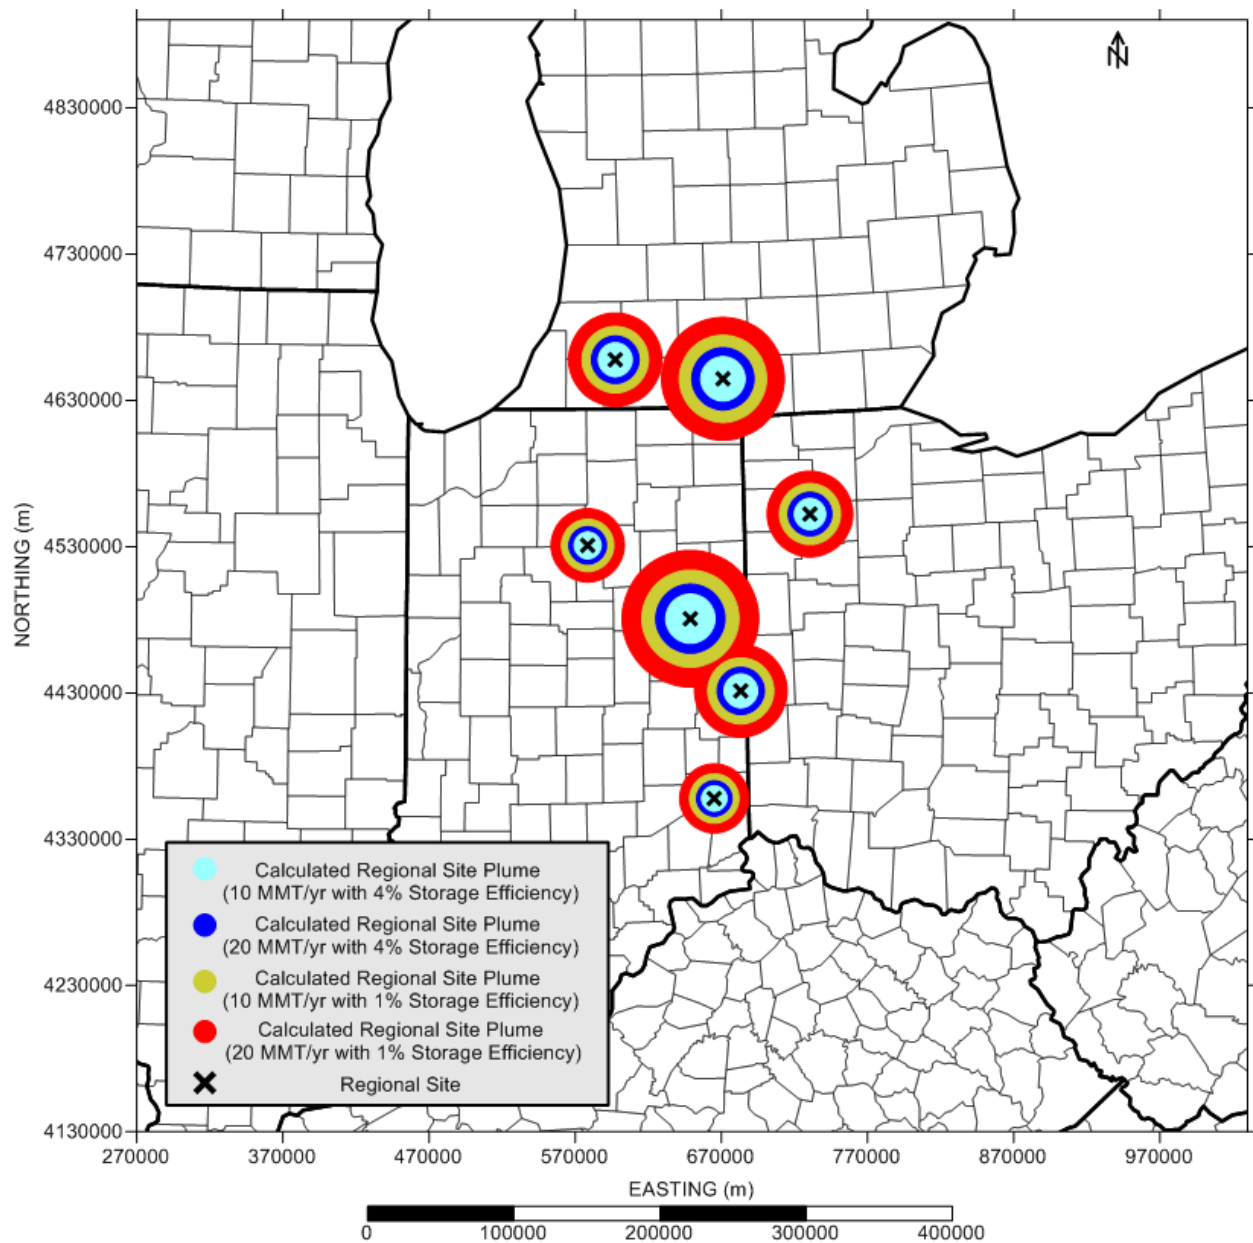 N
4830000
4730000
4630000
4530000
4430000
4330000
4230000
4130000
NORTHING (m)
Calculated Regional Site Plume
(10 MMT/yr with 4% Storage Efficiency)
Calculated Regional Site Plume
(20 MMT/yr with 4% Storage Efficiency)
Calculated Regional Site Plume
(10 MMT/yr with 1% Storage Efficiency)
Calculated Regional Site Plume
(20 MMT/yr with 1% Storage Efficiency)
Regional Site
270000 370000 470000 570000 670000 770000 870000 970000
EASTING (m)
0 100000 200000 300000 400000